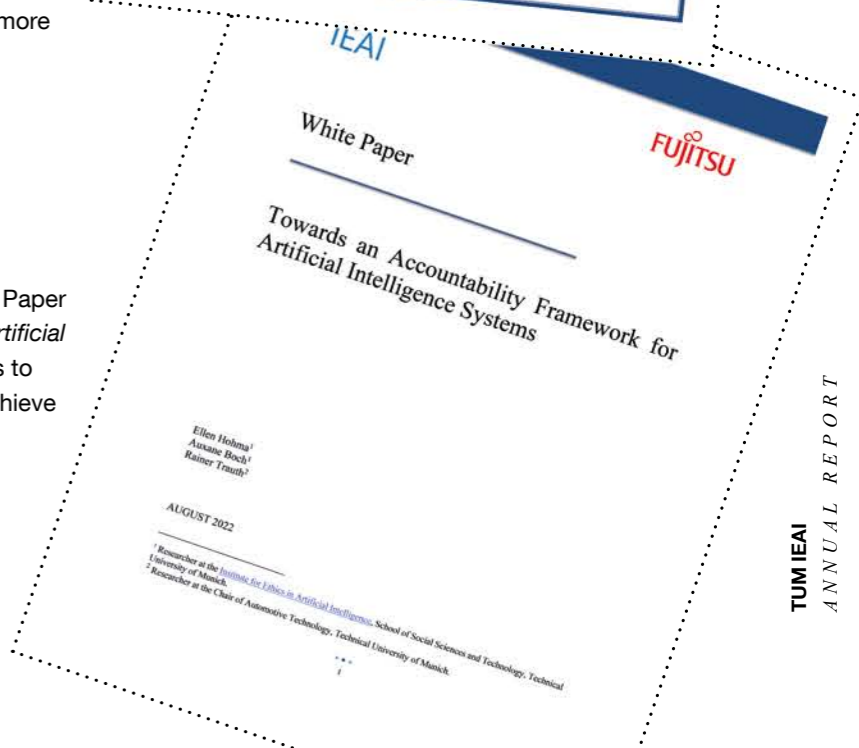 more
IEAI
FUJITSU
White Paper
Towards an Accountability Framework for
Artificial Intelligence Systems
Paper
rtificial
s to
hieve
Ellen Hohma¹
Auxane Boch¹
Rainer Trauth²
AUGUST 2022
¹ Researcher at the Institute for Ethics in Artificial Intelligence, School of Social Sciences and Technology, Technical
University of Munich.
² Researcher at the Chair of Automotive Technology, Technical University of Munich.
1
TUM IEAI
ANNUAL REPORT